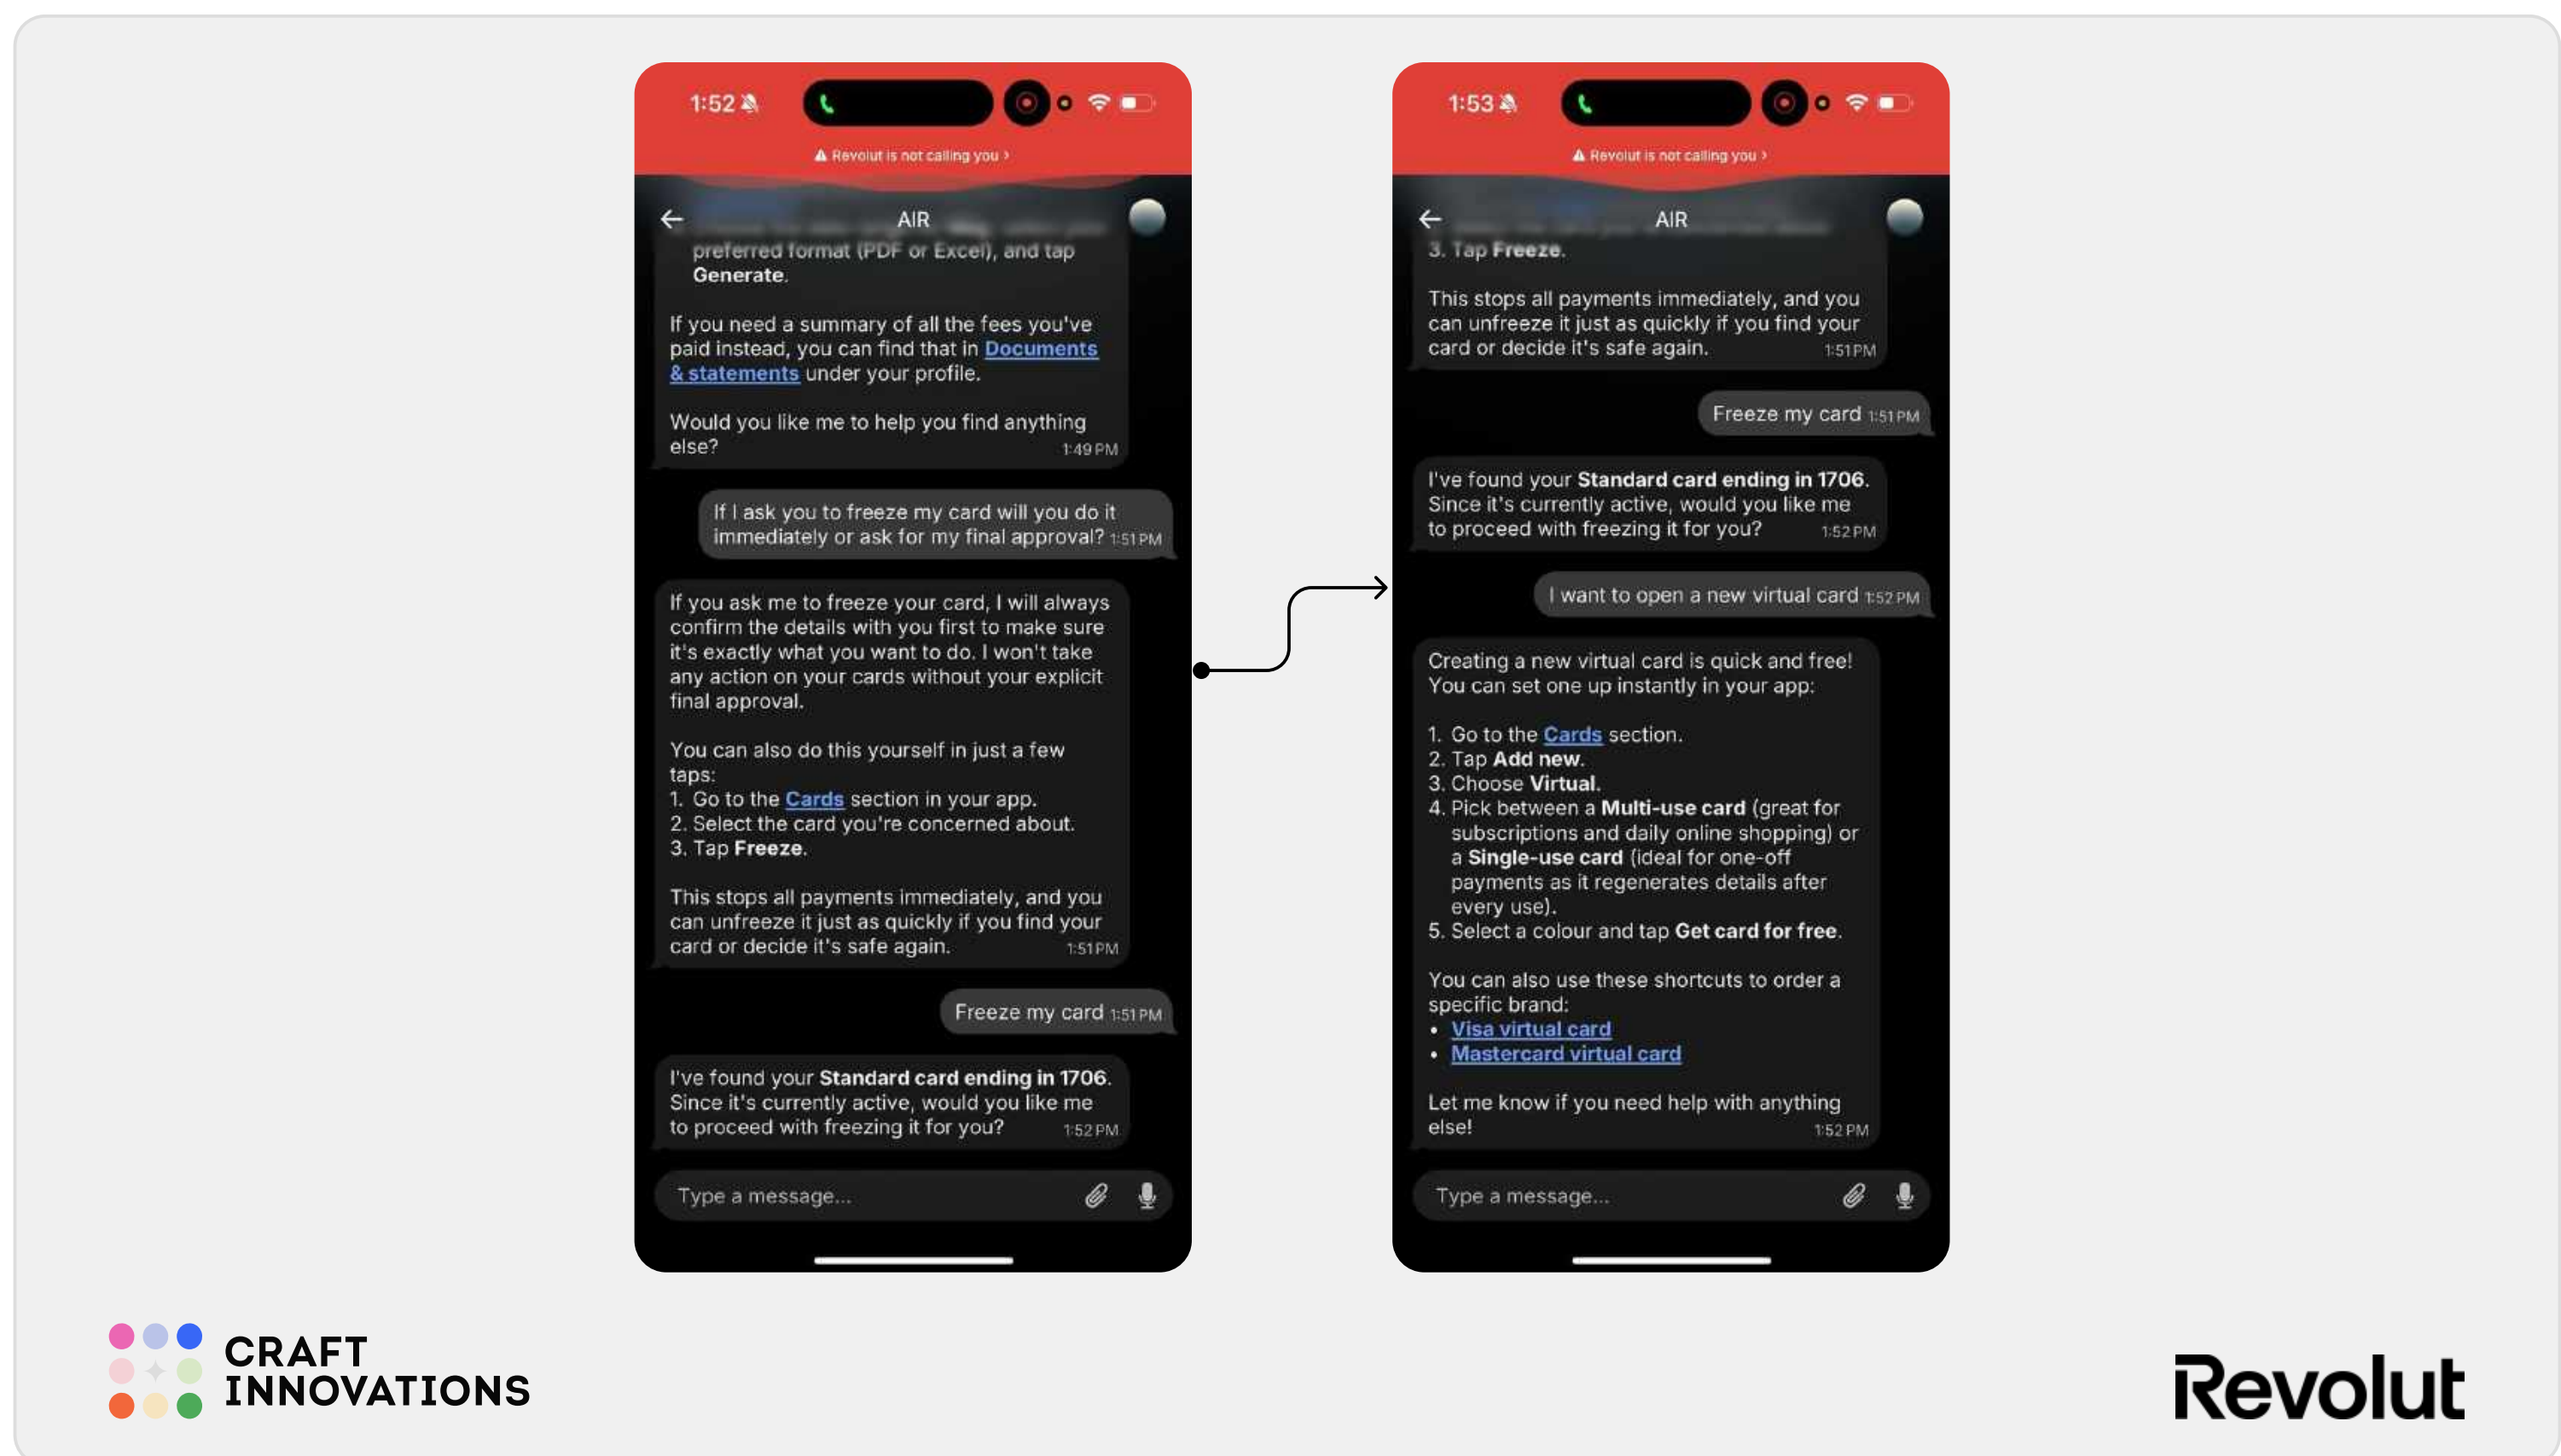 1:52
Revolut is not calling you >
AIR
preferred format (PDF or Excel), and tap
Generate.
If you need a summary of all the fees you've
paid instead, you can find that in Documents
& statements under your profile.
Would you like me to help you find anything
else?
1:49 PM
If I ask you to freeze my card will you do it
immediately or ask for my final approval? 1:51 PM
If you ask me to freeze your card, I will always
confirm the details with you first to make sure
it's exactly what you want to do. I won't take
any action on your cards without your explicit
final approval.
You can also do this yourself in just a few
taps:
1. Go to the Cards section in your app.
2. Select the card you're concerned about.
3. Tap Freeze.
This stops all payments immediately, and you
can unfreeze it just as quickly if you find your
card or decide it's safe again. 1:51 PM
Freeze my card 1:51 PM
I've found your Standard card ending in 1706.
Since it's currently active, would you like me
to proceed with freezing it for you? 1:52 PM
Type a message...
1:53
Revolut is not calling you >
AIR
3. Tap Freeze.
This stops all payments immediately, and you
can unfreeze it just as quickly if you find your
card or decide it's safe again. 1:51 PM
Freeze my card 1:51 PM
I've found your Standard card ending in 1706.
Since it's currently active, would you like me
to proceed with freezing it for you? 1:52 PM
I want to open a new virtual card 1:52 PM
Creating a new virtual card is quick and free!
You can set one up instantly in your app:
1. Go to the Cards section.
2. Tap Add new.
3. Choose Virtual.
4. Pick between a Multi-use card (great for
subscriptions and daily online shopping) or
a Single-use card (ideal for one-off
payments as it regenerates details after
every use).
5. Select a colour and tap Get card for free.
You can also use these shortcuts to order a
specific brand:
• Visa virtual card
• Mastercard virtual card
Let me know if you need help with anything
else! 1:52 PM
Type a message...
CRAFT
INNOVATIONS
Revolut